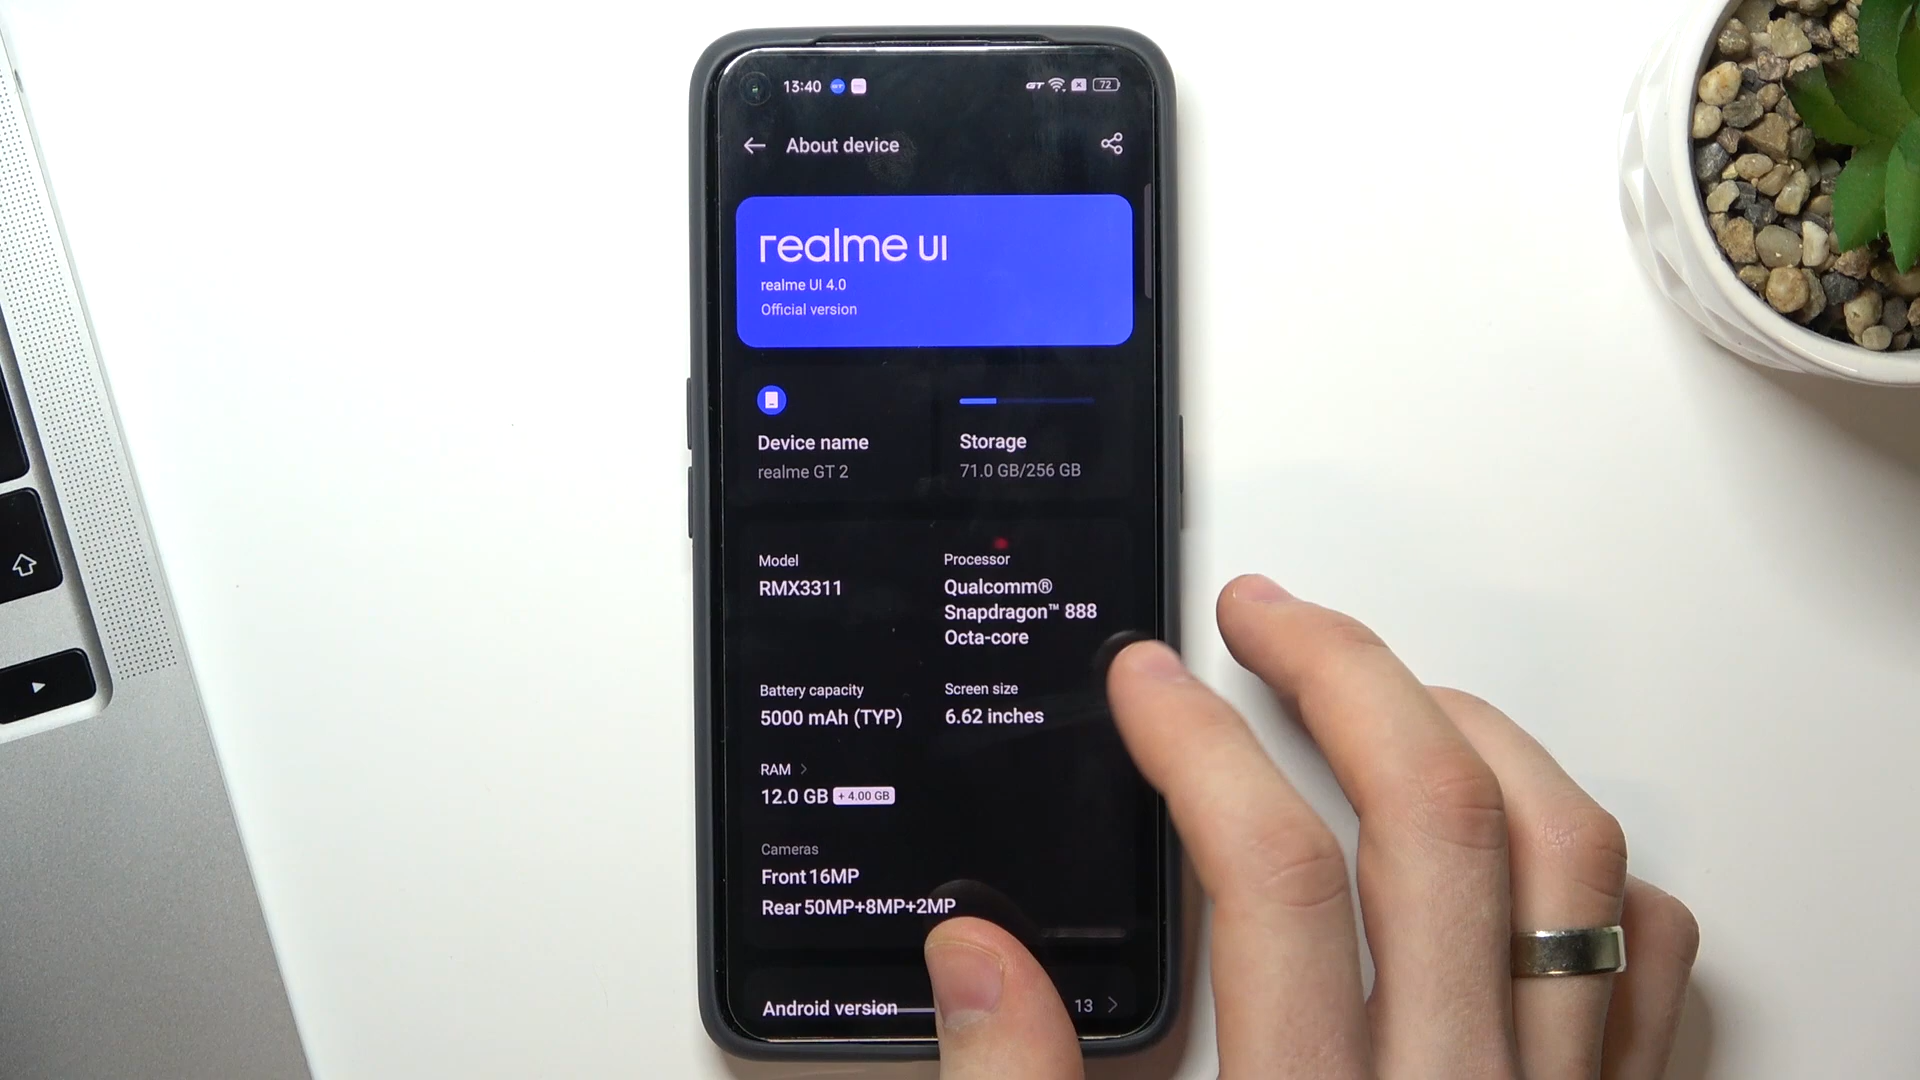 13:40
GT
72
About device
realme UI
realme UI 4.0
Official version
Device name
realme GT 2
Storage
71.0 GB/256 GB
Model
RMX3311
Processor
Qualcomm®
Snapdragon™ 888
Octa-core
Battery capacity
5000 mAh (TYP)
Screen size
6.62 inches
RAM
12.0 GB + 4.00 GB
Cameras
Front 16MP
Rear 50MP+8MP+2MP
Android version
13